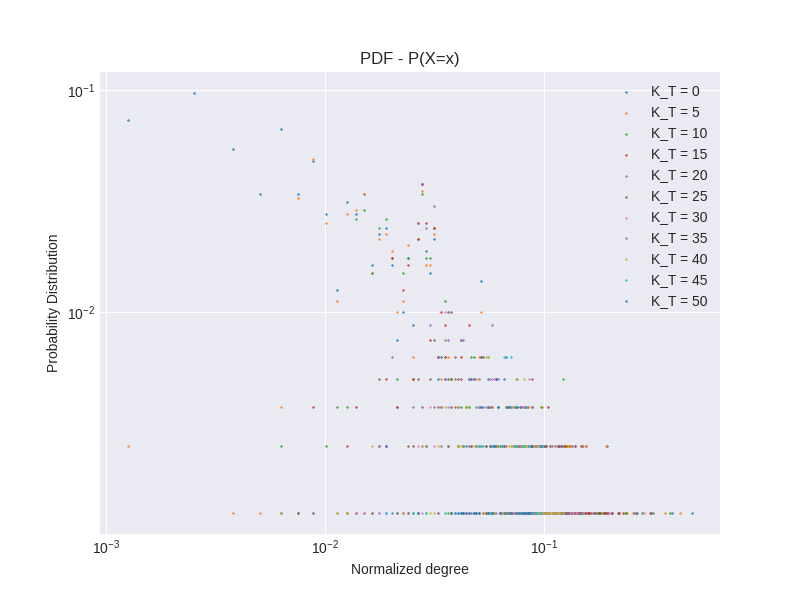 PDF - P(X=x)
10⁻¹
10⁻²
Probability Distribution
K_T = 0
K_T = 5
K_T = 10
K_T = 15
K_T = 20
K_T = 25
K_T = 30
K_T = 35
K_T = 40
K_T = 45
K_T = 50
10⁻³
10⁻²
10⁻¹
Normalized degree